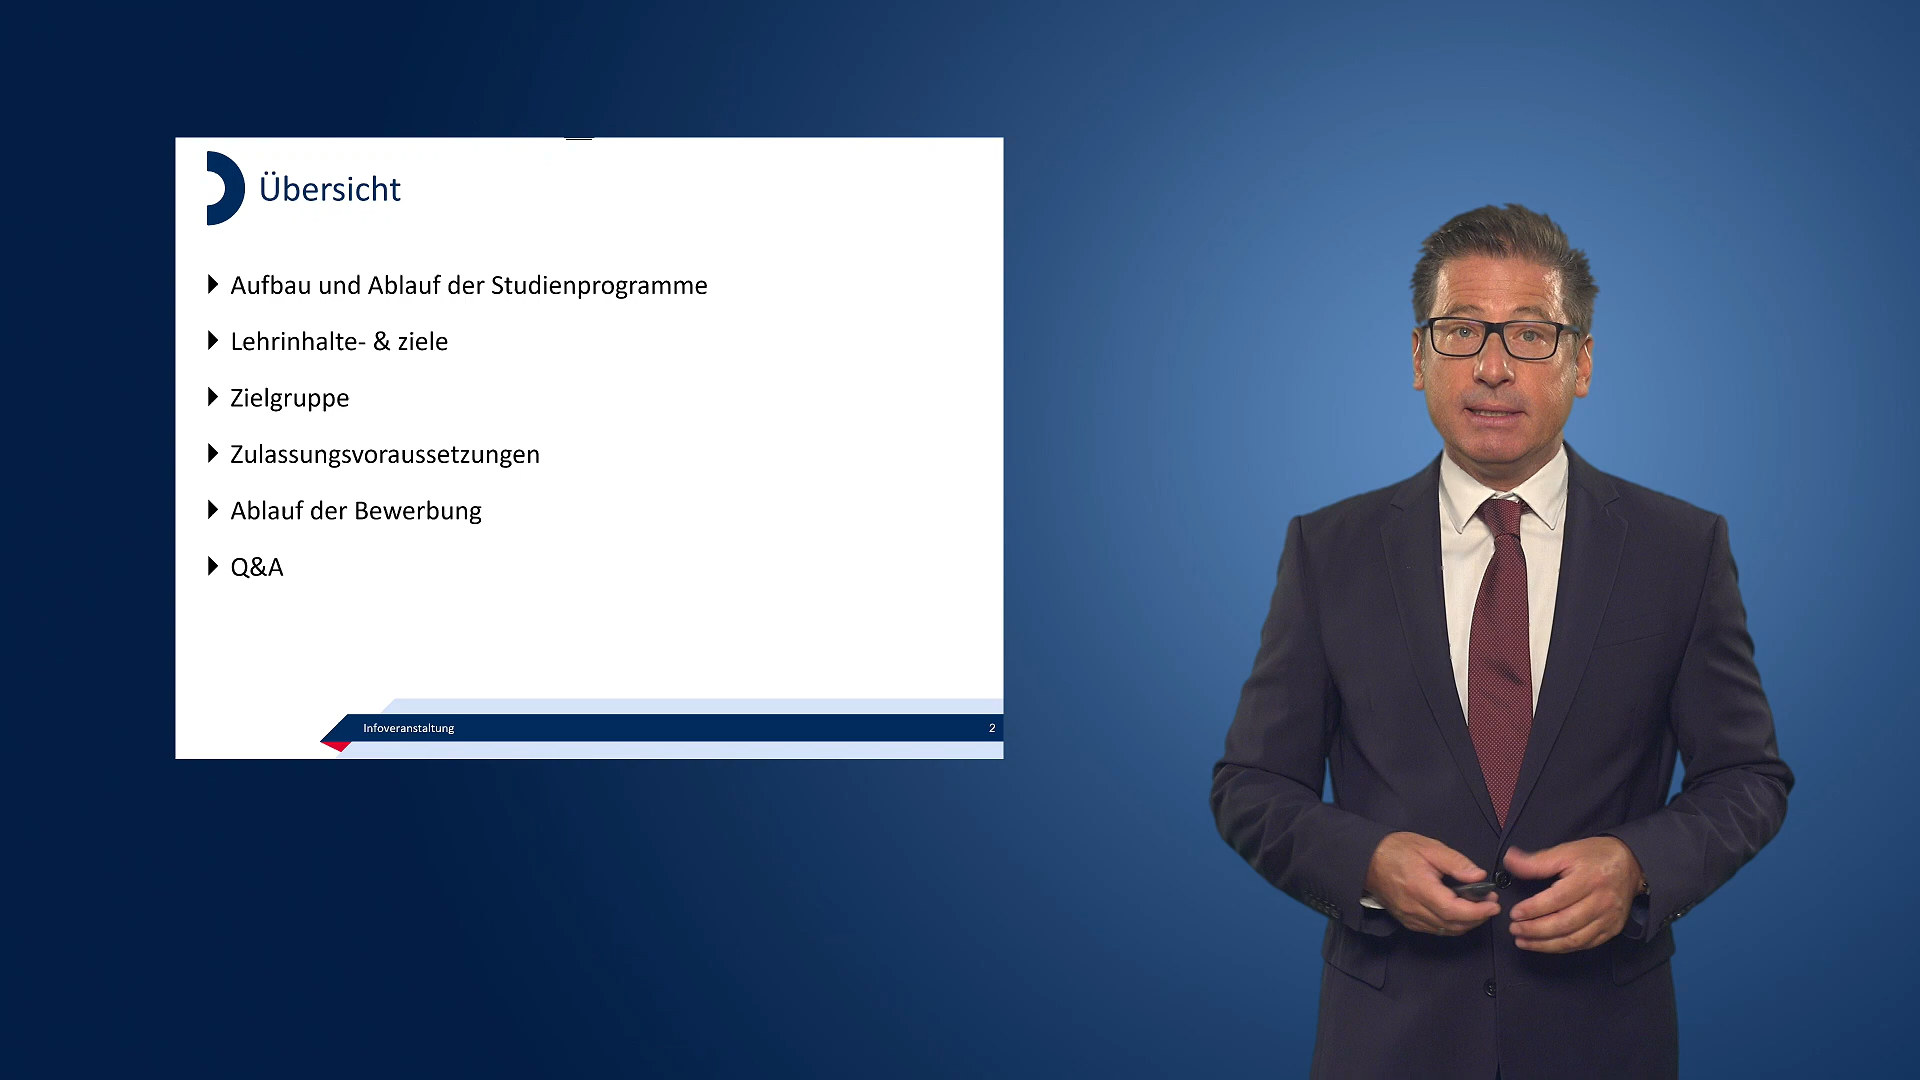 Übersicht
Aufbau und Ablauf der Studienprogramme
Lehrinhalte- & ziele
Zielgruppe
Zulassungsvoraussetzungen
Ablauf der Bewerbung
Q&A
Infoveranstaltung
2